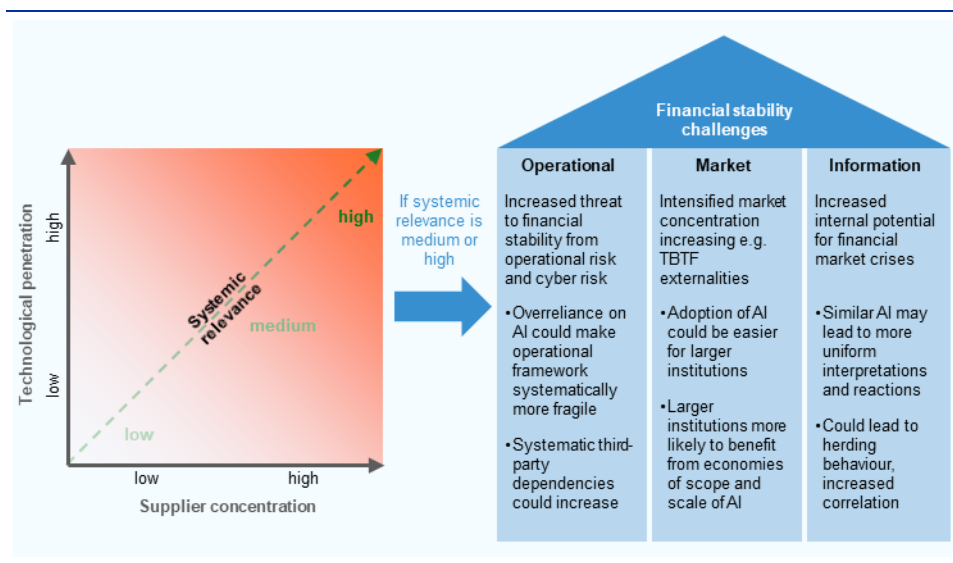 Technological penetration
high
low
high
medium
low
Systemic
relevance
low
high
Supplier concentration
If systemic
relevance is
medium or
high
Financial stability
challenges
Operational
Increased threat
to financial
stability from
operational risk
and cyber risk
•Overreliance on
AI could make
operational
framework
systematically
more fragile
•Systematic third-
party
dependencies
could increase
Market
Intensified market
concentration
increasing e.g.
TBTF
externalities
•Adoption of AI
could be easier
for larger
institutions
•Larger
institutions more
likely to benefit
from economies
of scope and
scale of AI
Information
Increased
internal potential
for financial
market crises
•Similar AI may
lead to more
uniform
interpretations
and reactions
•Could lead to
herding
behaviour,
increased
correlation